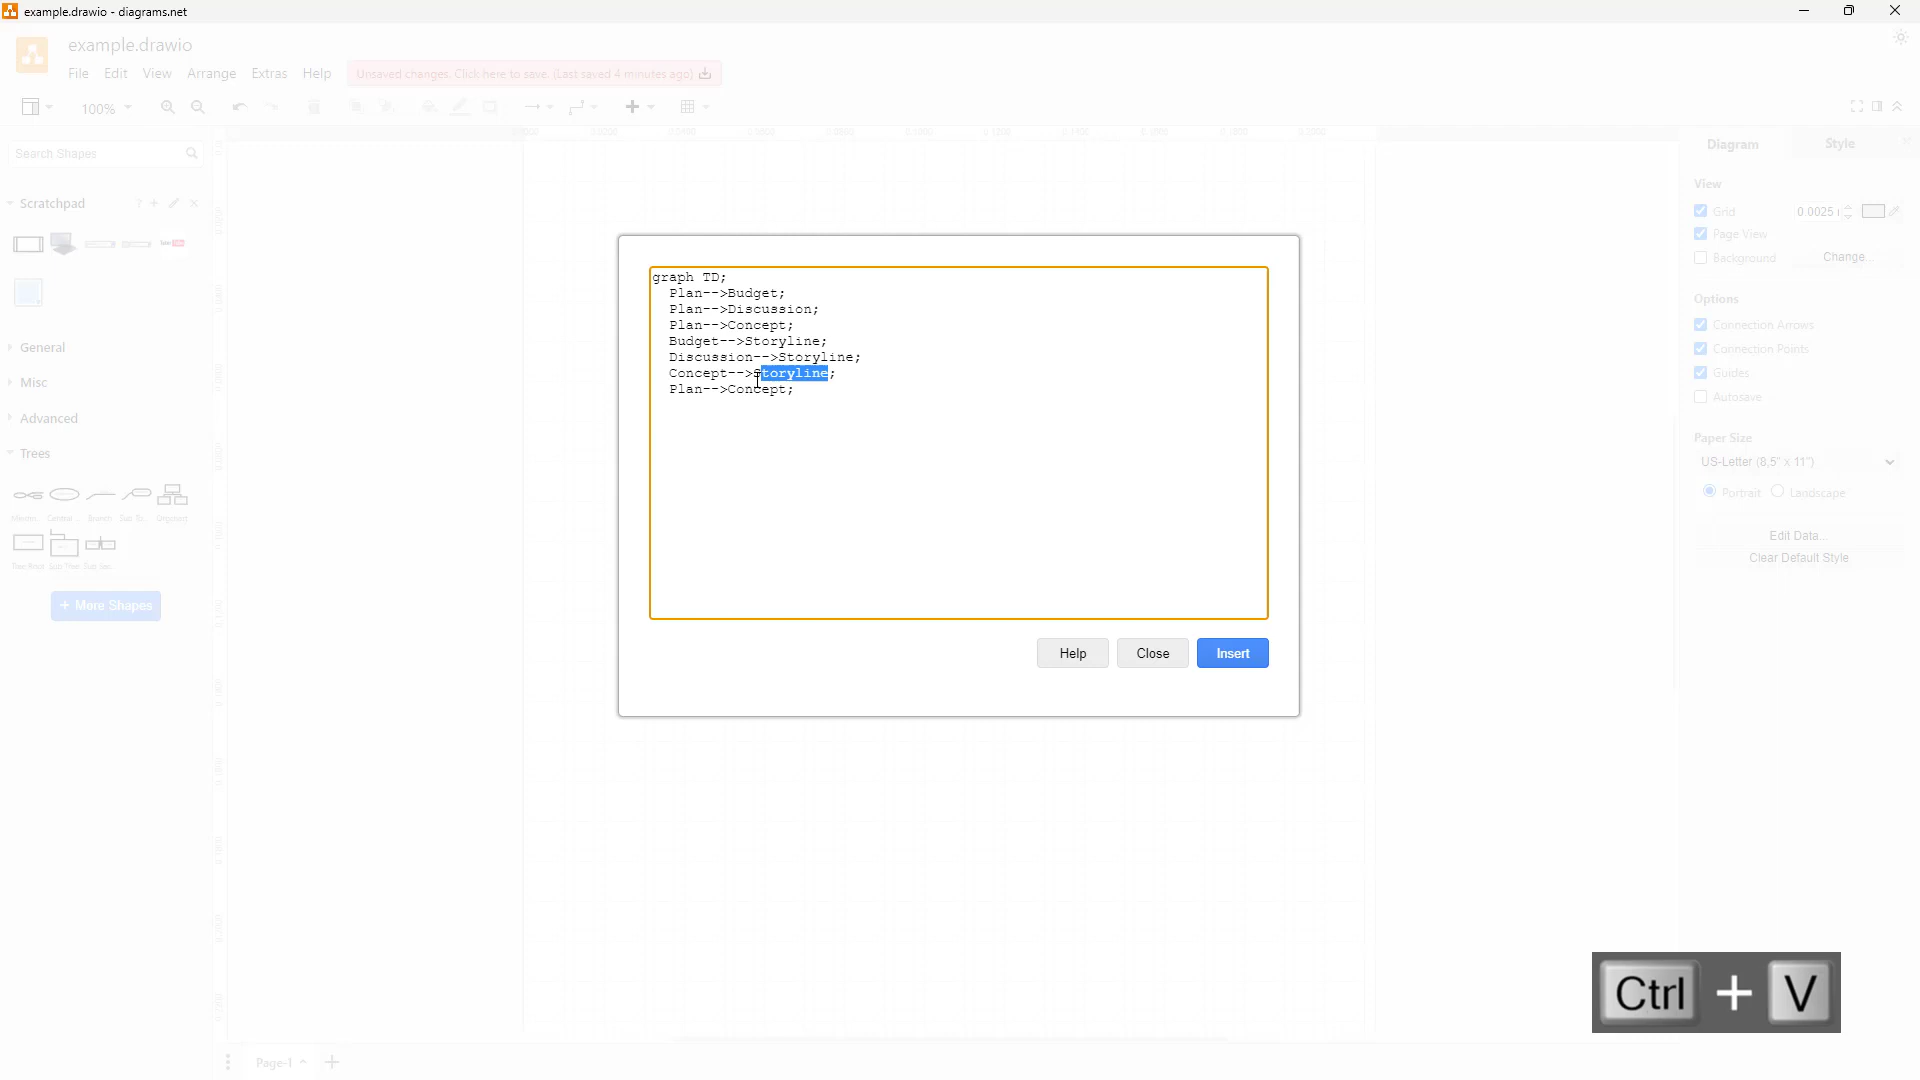 example.drawio - diagrams.net
example.drawio
File Edit View Arrange Extras Help
Unsaved changes. Click here to save. (Last saved 4 minutes ago)
100%
Search Shapes
Scratchpad
General
Misc
Advanced
Trees
Branch
Orgchart
+ More Shapes
graph TD;
  Plan-->Budget;
  Plan-->Discussion;
  Plan-->Concept;
  Budget-->Storyline;
  Discussion-->Storyline;
  Concept-->Storyline;
  Plan-->Concept;
Help Close Insert
Diagram Style
View
Grid 0.0025
Page View
Background Change...
Options
Connection Arrows
Connection Points
Guides
Autosave
Paper Size
US-Letter (8,5" x 11")
Portrait Landscape
Edit Data...
Clear Default Style
Page-1
Ctrl + V